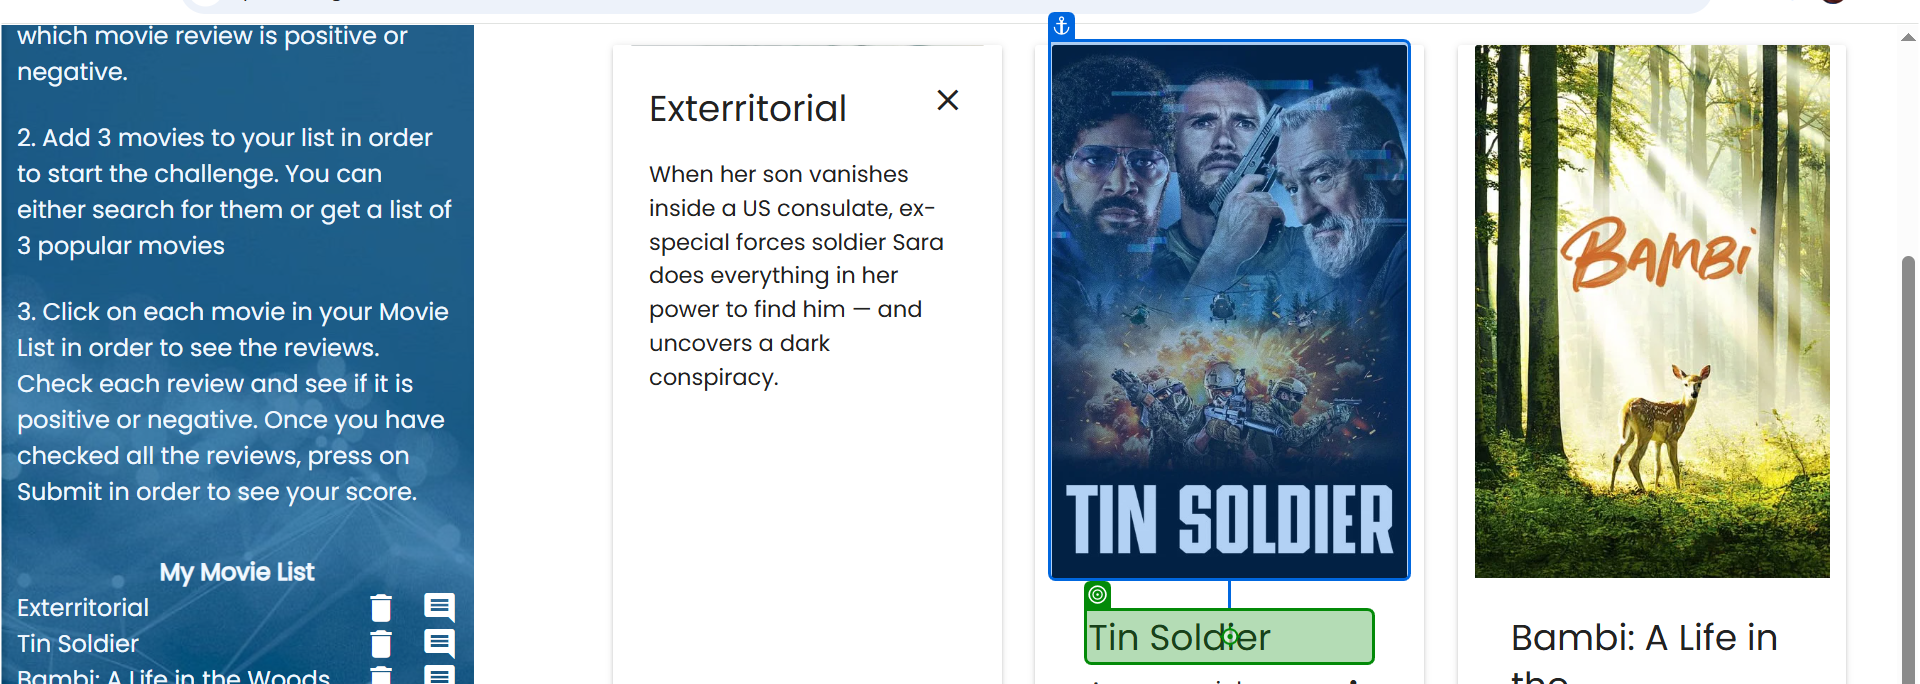 which movie review is positive or
negative.
2. Add 3 movies to your list in order
to start the challenge. You can
either search for them or get a list of
3 popular movies
3. Click on each movie in your Movie
List in order to see the reviews.
Check each review and see if it is
positive or negative. Once you have
checked all the reviews, press on
Submit in order to see your score.
My Movie List
Exterritorial
Tin Soldier
Bambi: A Life in the Woods
Exterritorial
When her son vanishes
inside a US consulate, ex-
special forces soldier Sara
does everything in her
power to find him — and
uncovers a dark
conspiracy.
TIN SOLDIER
Tin Soldier
BAMBI
Bambi: A Life in
the